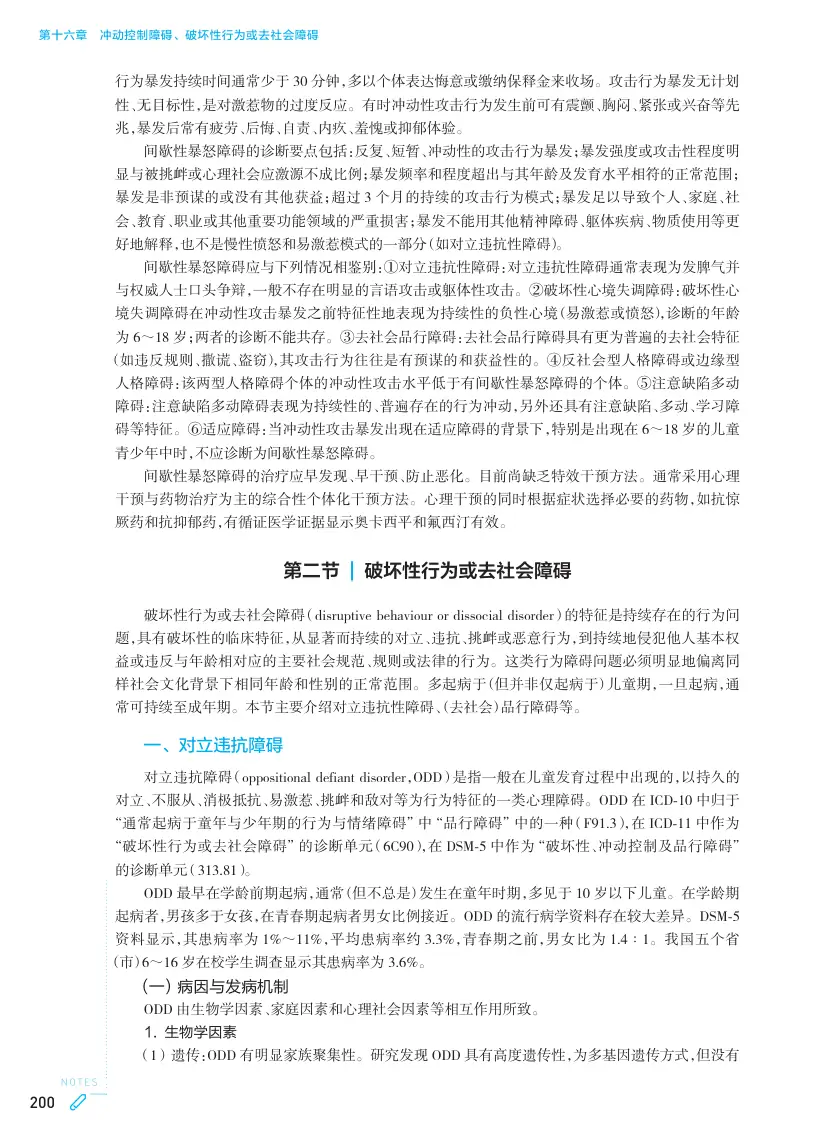 第十六章 冲动控制障碍、破坏性行为或去社会障碍
行为暴发持续时间通常少于 30 分钟,多以个体表达悔意或缴纳保释金来收场。攻击行为暴发无计划
性、无目标性,是对激惹物的过度反应。有时冲动性攻击行为发生前可有震颤、胸闷、紧张或兴奋等先
兆,暴发后常有疲劳、后悔、自责、内疚、羞愧或抑郁体验。
间歇性暴怒障碍的诊断要点包括:反复、短暂、冲动性的攻击行为暴发;暴发强度或攻击性程度明
显与被挑衅或心理社会应激源不成比例;暴发频率和程度超出与其年龄及发育水平相符的正常范围;
暴发是非预谋的或没有其他获益;超过 3 个月的持续的攻击行为模式;暴发足以导致个人、家庭、社
会、教育、职业或其他重要功能领域的严重损害;暴发不能用其他精神障碍、躯体疾病、物质使用等更
好地解释,也不是慢性愤怒和易激惹模式的一部分(如对立违抗性障碍)。
间歇性暴怒障碍应与下列情况相鉴别:①对立违抗性障碍:对立违抗性障碍通常表现为发脾气并
与权威人士口头争辩,一般不存在明显的言语攻击或躯体性攻击。②破坏性心境失调障碍:破坏性心
境失调障碍在冲动性攻击暴发之前特征性地表现为持续性的负性心境(易激惹或愤怒),诊断的年龄
为 6～18 岁;两者的诊断不能共存。③去社会品行障碍:去社会品行障碍具有更为普遍的去社会特征
(如违反规则、撒谎、盗窃),其攻击行为往往是有预谋的和获益性的。④反社会型人格障碍或边缘型
人格障碍:该两型人格障碍个体的冲动性攻击水平低于有间歇性暴怒障碍的个体。⑤注意缺陷多动
障碍:注意缺陷多动障碍表现为持续性的、普遍存在的行为冲动,另外还具有注意缺陷、多动、学习障
碍等特征。⑥适应障碍:当冲动性攻击暴发出现在适应障碍的背景下,特别是出现在 6～18 岁的儿童
青少年中时,不应诊断为间歇性暴怒障碍。
间歇性暴怒障碍的治疗应早发现、早干预、防止恶化。目前尚缺乏特效干预方法。通常采用心理
干预与药物治疗为主的综合性个体化干预方法。心理干预的同时根据症状选择必要的药物,如抗惊
厥药和抗抑郁药,有循证医学证据显示奥卡西平和氟西汀有效。
第二节 | 破坏性行为或去社会障碍
破坏性行为或去社会障碍(disruptive behaviour or dissocial disorder)的特征是持续存在的行为问
题,具有破坏性的临床特征,从显著而持续的对立、违抗、挑衅或恶意行为,到持续地侵犯他人基本权
益或违反与年龄相对应的主要社会规范、规则或法律的行为。这类行为障碍问题必须明显地偏离同
样社会文化背景下相同年龄和性别的正常范围。多起病于(但并非仅起病于)儿童期,一旦起病,通
常可持续至成年期。本节主要介绍对立违抗性障碍、(去社会)品行障碍等。
一、对立违抗障碍
对立违抗障碍(oppositional defiant disorder,ODD)是指一般在儿童发育过程中出现的,以持久的
对立、不服从、消极抵抗、易激惹、挑衅和敌对等为行为特征的一类心理障碍。ODD 在 ICD-10 中归于
“通常起病于童年与少年期的行为与情绪障碍”中“品行障碍”中的一种(F91.3),在 ICD-11 中作为
“破坏性行为或去社会障碍”的诊断单元(6C90),在 DSM-5 中作为“破坏性、冲动控制及品行障碍”
的诊断单元(313.81)。
ODD 最早在学龄前期起病,通常(但不总是)发生在童年时期,多见于 10 岁以下儿童。在学龄期
起病者,男孩多于女孩,在青春期起病者男女比例接近。ODD 的流行病学资料存在较大差异。DSM-5
资料显示,其患病率为 1%～11%,平均患病率约 3.3%,青春期之前,男女比为 1.4∶1。我国五个省
(市)6～16 岁在校学生调查显示其患病率为 3.6%。
(一)病因与发病机制
ODD 由生物学因素、家庭因素和心理社会因素等相互作用所致。
1. 生物学因素
(1)遗传:ODD 有明显家族聚集性。研究发现 ODD 具有高度遗传性,为多基因遗传方式,但没有
NOTES
200